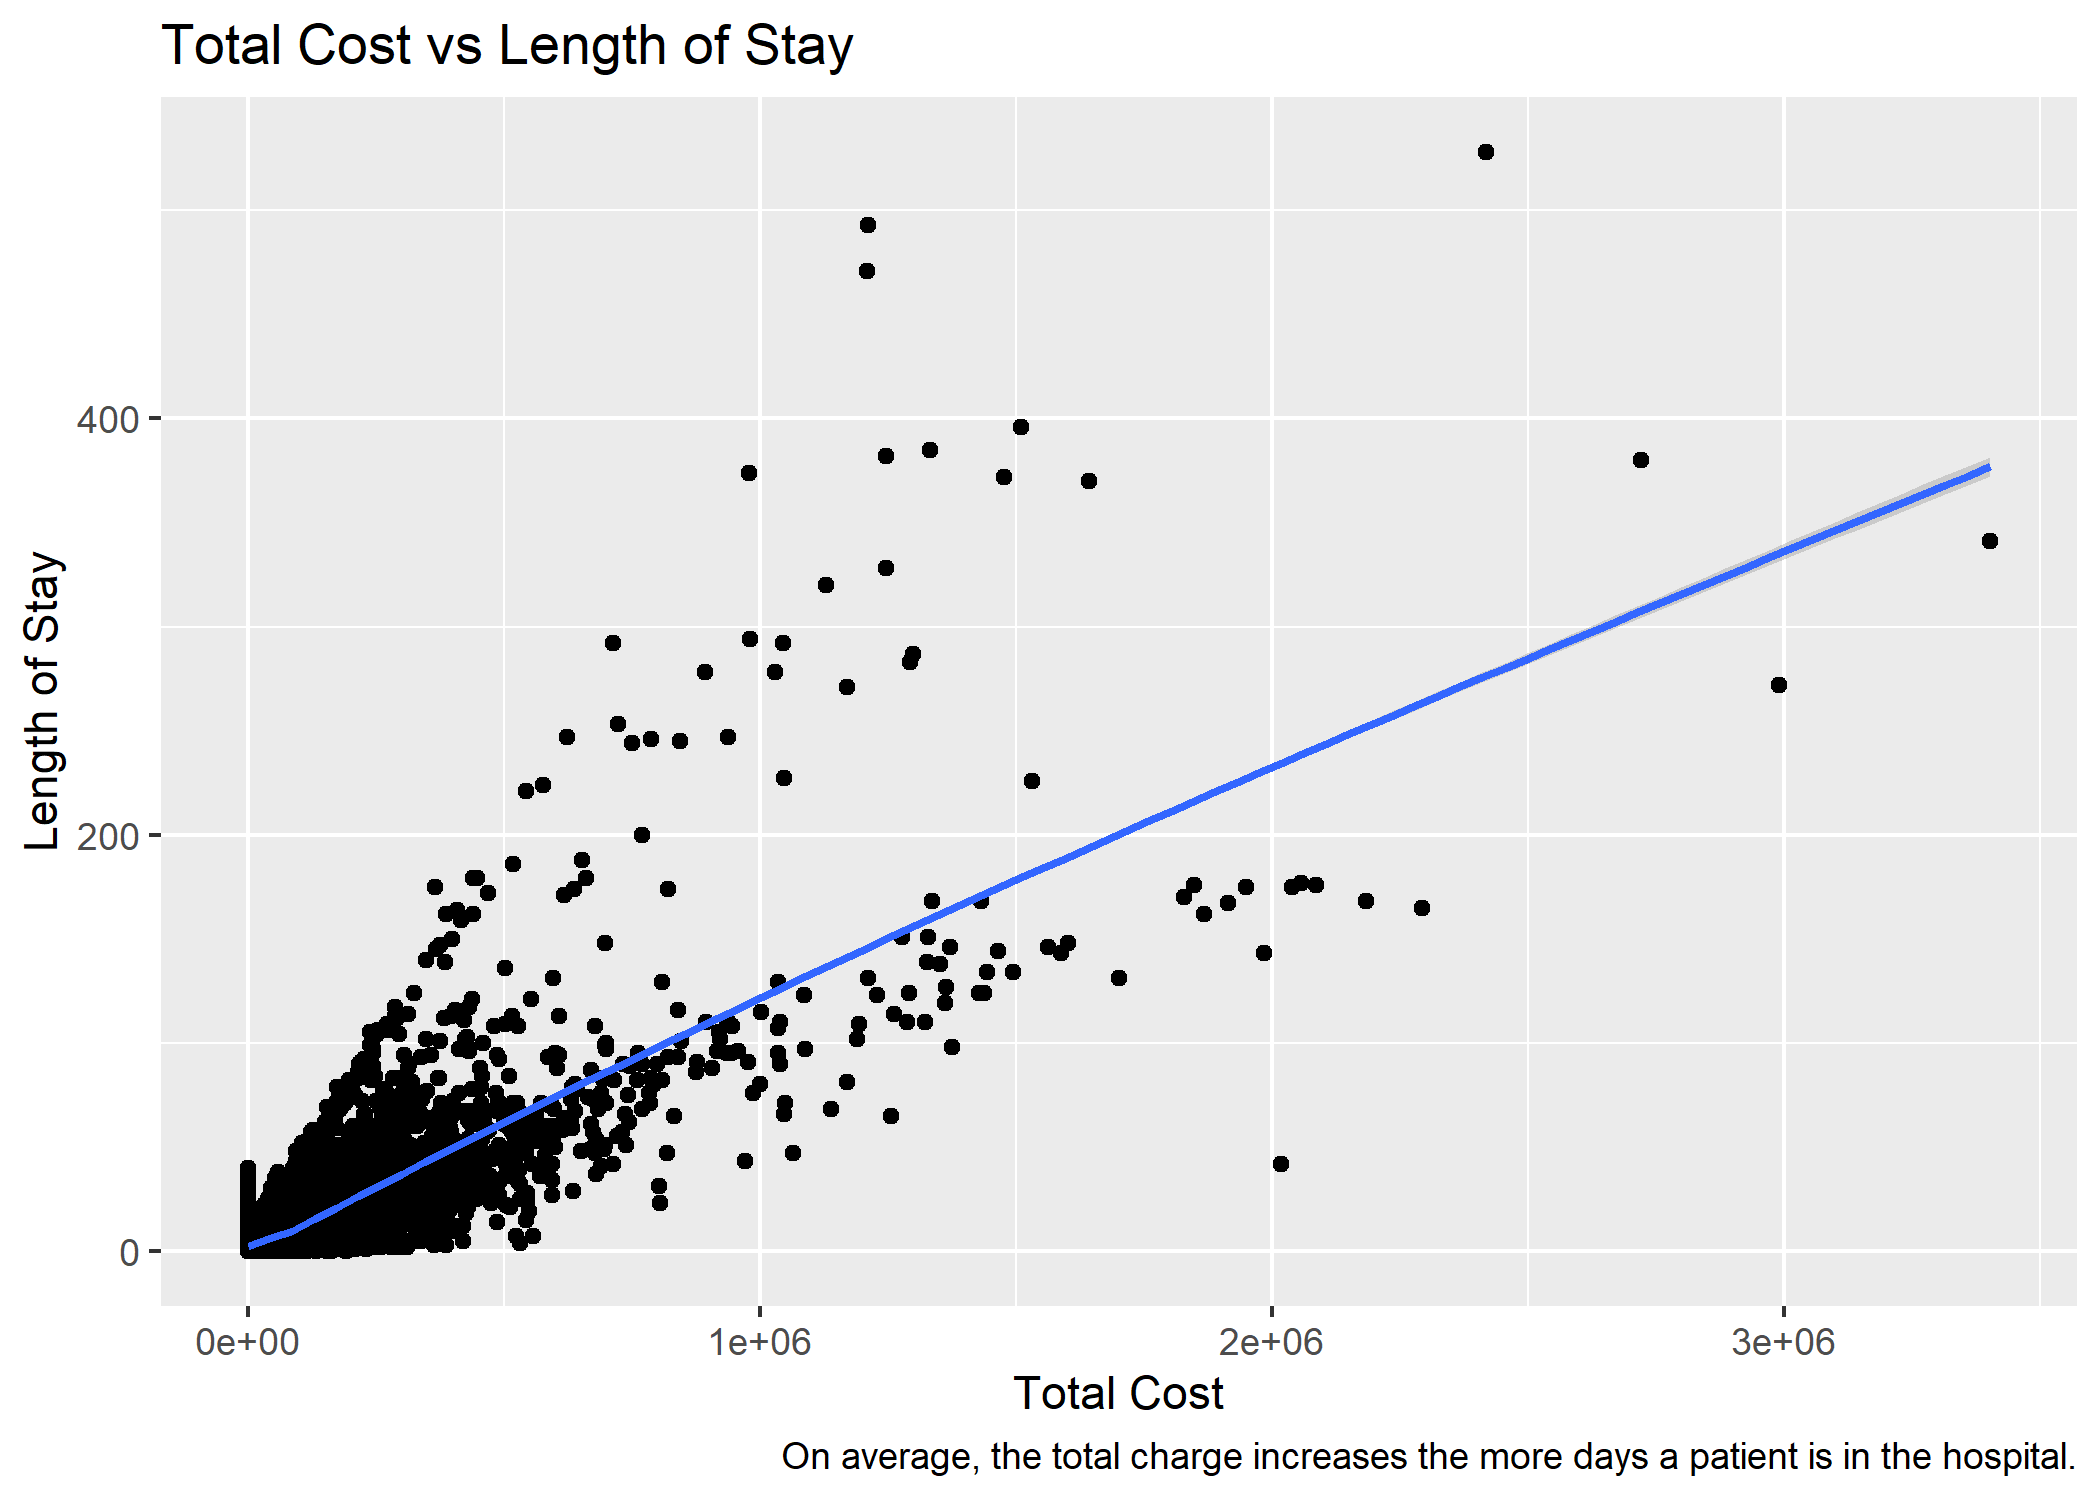 Total Cost vs Length of Stay
Length of Stay
400
200
0
0e+00 1e+06 2e+06 3e+06
Total Cost
On average, the total charge increases the more days a patient is in the hospital.